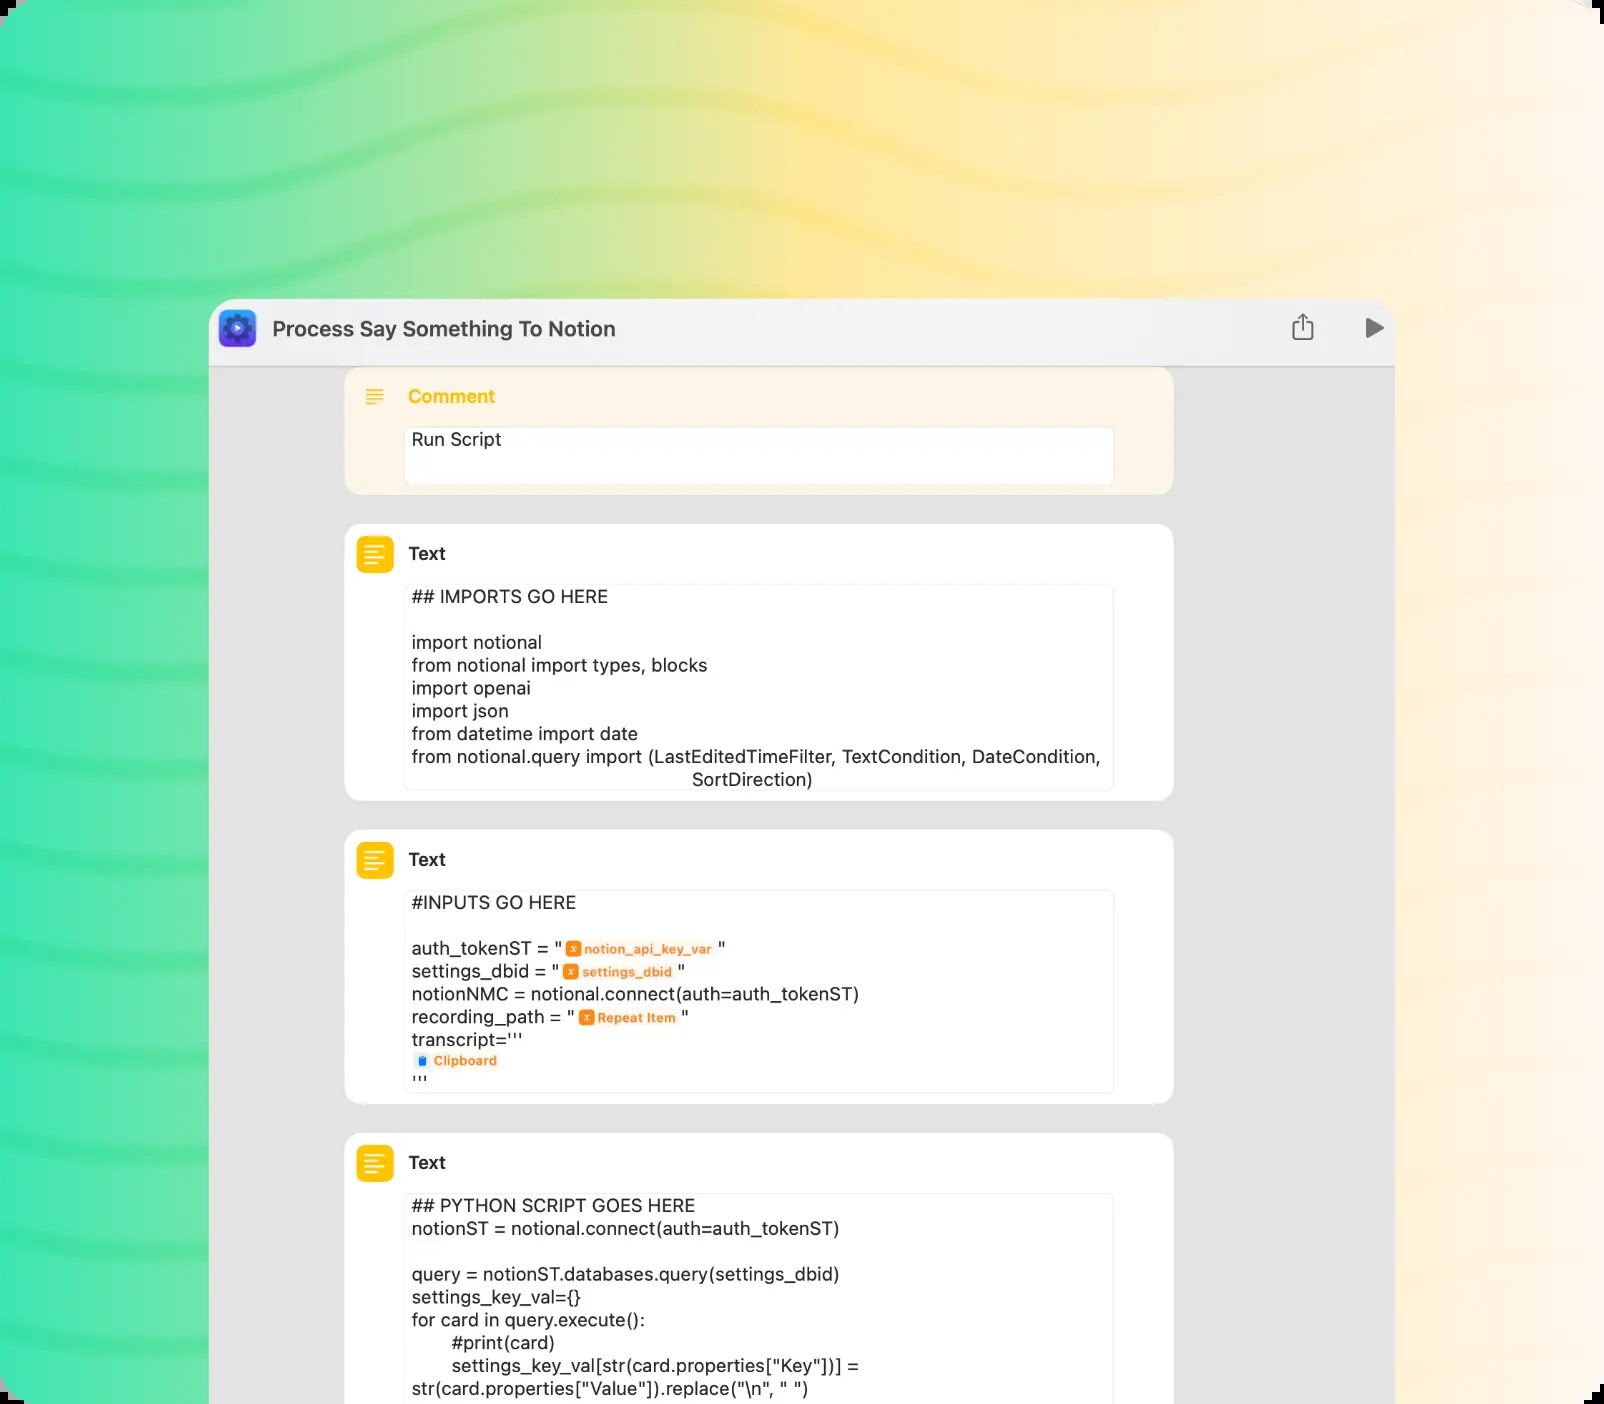 Process Say Something To Notion
Comment
Run Script
Text
## IMPORTS GO HERE
import notional
from notional import types, blocks
import openai
import json
from datetime import date
from notional.query import (LastEditedTimeFilter, TextCondition, DateCondition,
SortDirection)
Text
#INPUTS GO HERE
auth_tokenST = " notion_api_key_var "
settings_dbid = " settings_dbid "
notionNMC = notional.connect(auth=auth_tokenST)
recording_path = " Repeat Item "
transcript='''
Clipboard
'''
Text
## PYTHON SCRIPT GOES HERE
notionST = notional.connect(auth=auth_tokenST)
query = notionST.databases.query(settings_dbid)
settings_key_val={}
for card in query.execute():
#print(card)
settings_key_val[str(card.properties["Key"])] =
str(card.properties["Value"]).replace("\n", " ")